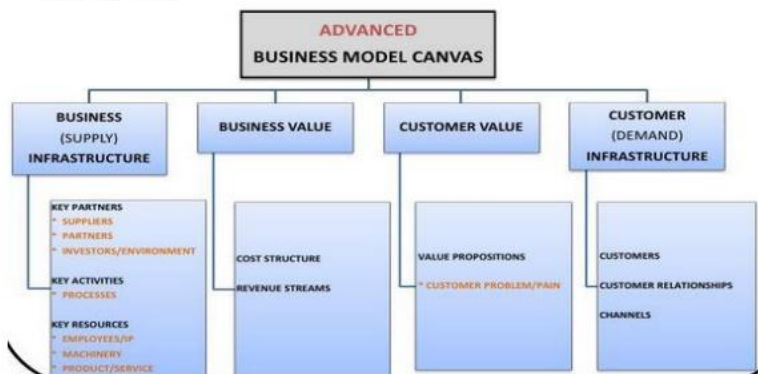 ADVANCED
BUSINESS MODEL CANVAS
BUSINESS
(SUPPLY)
INFRASTRUCTURE
BUSINESS VALUE
CUSTOMER VALUE
CUSTOMER
(DEMAND)
INFRASTRUCTURE
KEY PARTNERS
* SUPPLIERS
* PARTNERS
* INVESTORS/ENVIRONMENT
KEY ACTIVITIES
* PROCESSES
KEY RESOURCES
* EMPLOYEES/IP
* MACHINERY
* PRODUCT/SERVICE
COST STRUCTURE
REVENUE STREAMS
VALUE PROPOSITIONS
* CUSTOMER PROBLEM/PAIN
CUSTOMERS
CUSTOMER RELATIONSHIPS
CHANNELS